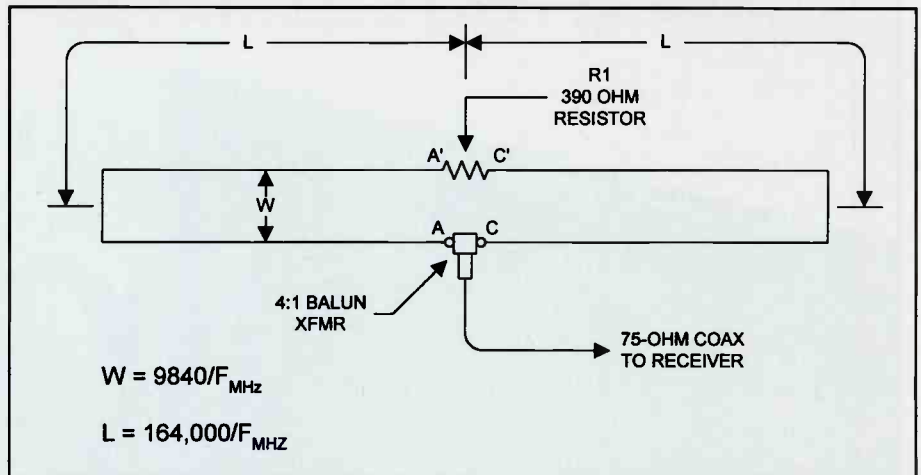 L
L
R1
390 OHM
RESISTOR
A'
C'
W
A
C
4:1 BALUN
XFMR
75-OHM COAX
TO RECEIVER
W = 9840/F_MHz
L = 164,000/F_MHZ